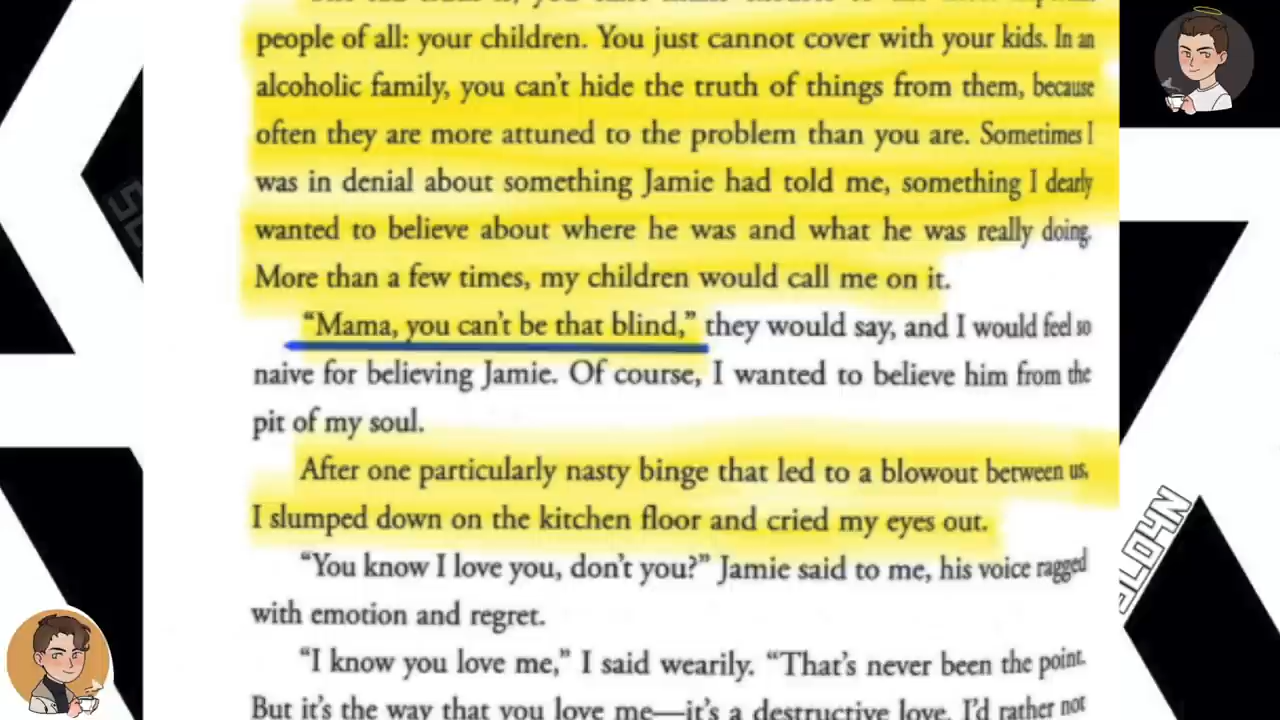 people of all: your children. You just cannot cover with your kids. In an
alcoholic family, you can't hide the truth of things from them, because
often they are more attuned to the problem than you are. Sometimes I
was in denial about something Jamie had told me, something I dearly
wanted to believe about where he was and what he was really doing.
More than a few times, my children would call me on it.
“Mama, you can't be that blind,” they would say, and I would feel so
naive for believing Jamie. Of course, I wanted to believe him from the
pit of my soul.
After one particularly nasty binge that led to a blowout between us,
I slumped down on the kitchen floor and cried my eyes out.
“You know I love you, don't you?” Jamie said to me, his voice ragged
with emotion and regret.
“I know you love me,” I said wearily. “That's never been the point.
But it's the way that you love me—it's a destructive love. I'd rather not
SLO4N